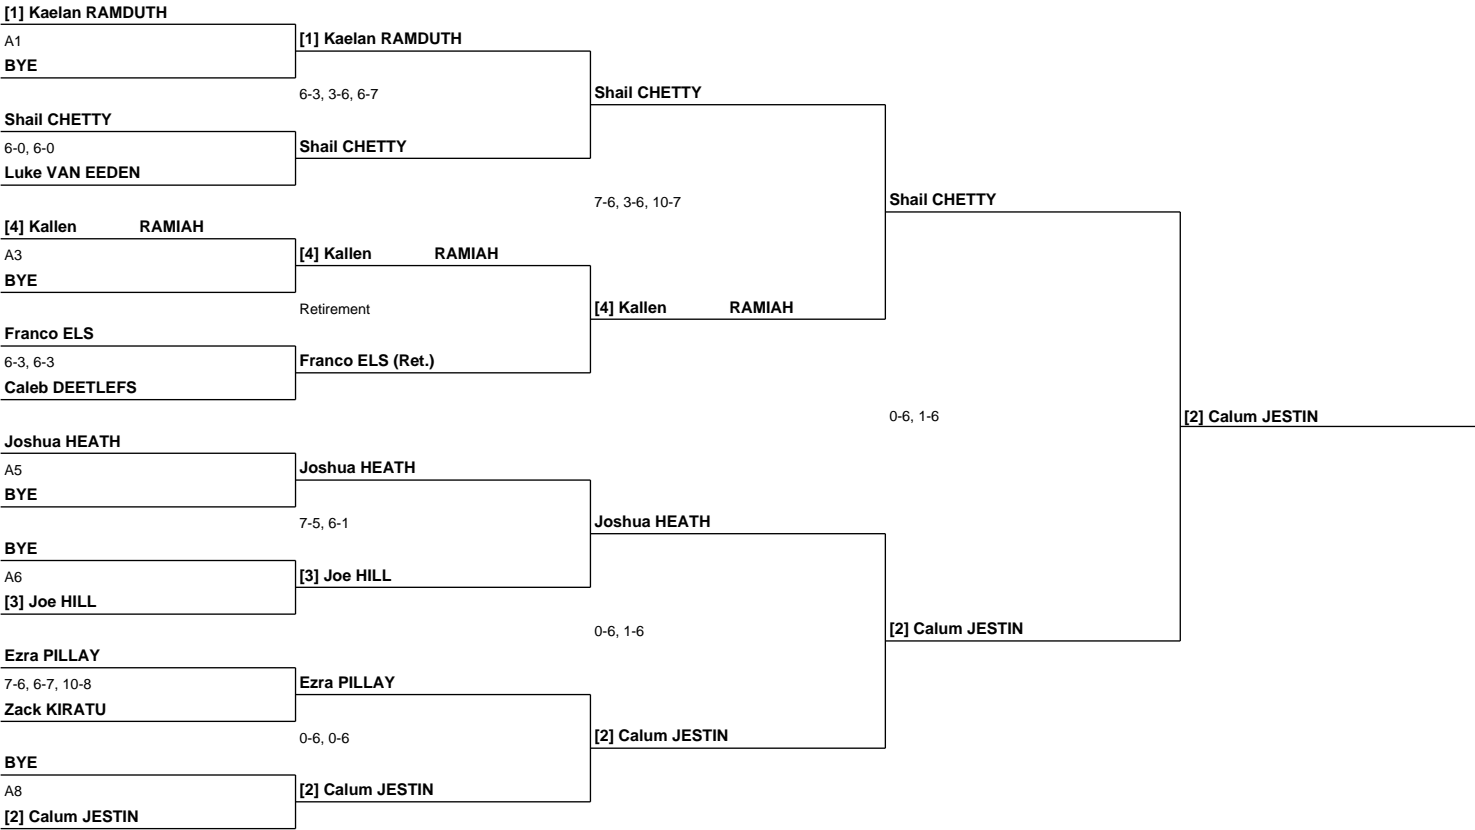 [1] Kaelan RAMDUTH
A1
BYE
Shail CHETTY
6-0, 6-0
Luke VAN EEDEN
[4] Kallen RAMIAH
A3
BYE
Franco ELS
6-3, 6-3
Caleb DEETLEFS
Joshua HEATH
A5
BYE
BYE
A6
[3] Joe HILL
Ezra PILLAY
7-6, 6-7, 10-8
Zack KIRATU
BYE
A8
[2] Calum JESTIN
[1] Kaelan RAMDUTH
6-3, 3-6, 6-7
Shail CHETTY
[4] Kallen RAMIAH
Retirement
Franco ELS (Ret.)
Joshua HEATH
7-5, 6-1
[3] Joe HILL
Ezra PILLAY
0-6, 0-6
[2] Calum JESTIN
Shail CHETTY
7-6, 3-6, 10-7
[4] Kallen RAMIAH
Joshua HEATH
0-6, 1-6
[2] Calum JESTIN
Shail CHETTY
0-6, 1-6
[2] Calum JESTIN
[2] Calum JESTIN